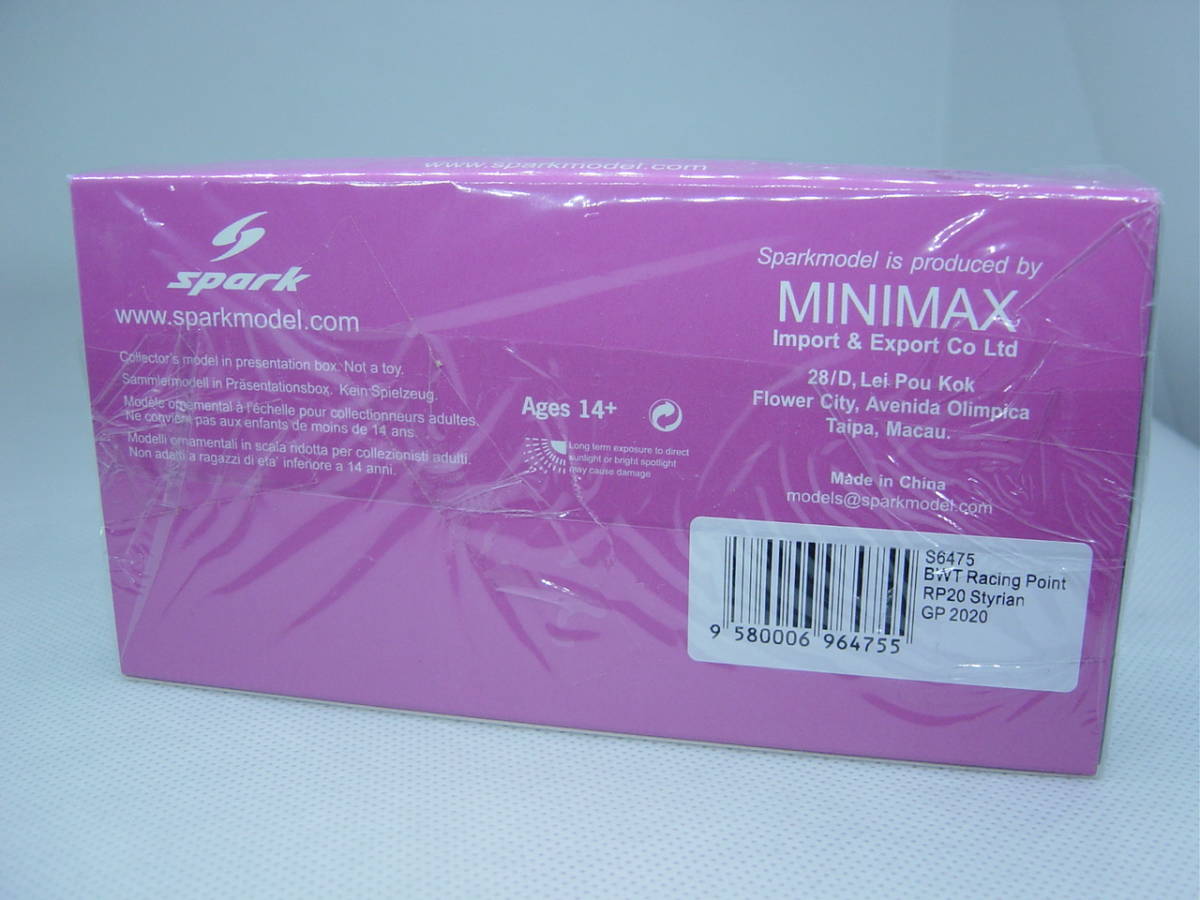 www.sparkmodel.com
spark
www.sparkmodel.com
Collector's model in presentation box. Not a toy.
Sammlermodell in Präsentationsbox. Kein Spielzeug.
Modèle ornemental à l'échelle pour collectionneurs adultes.
Ne convient pas aux enfants de moins de 14 ans.
Modelli ornamentali in scala ridotta per collezionisti adulti.
Non adatti a ragazzi di eta' inferiore a 14 anni.
Ages 14+
Long term exposure to direct
sunlight or bright spotlight
may cause damage
Sparkmodel is produced by
MINIMAX
Import & Export Co Ltd
28/D, Lei Pou Kok
Flower City, Avenida Olimpica
Taipa, Macau.
Made in China
models@sparkmodel.com
S6475
BWT Racing Point
RP20 Styrian
GP 2020
9 580006 964755